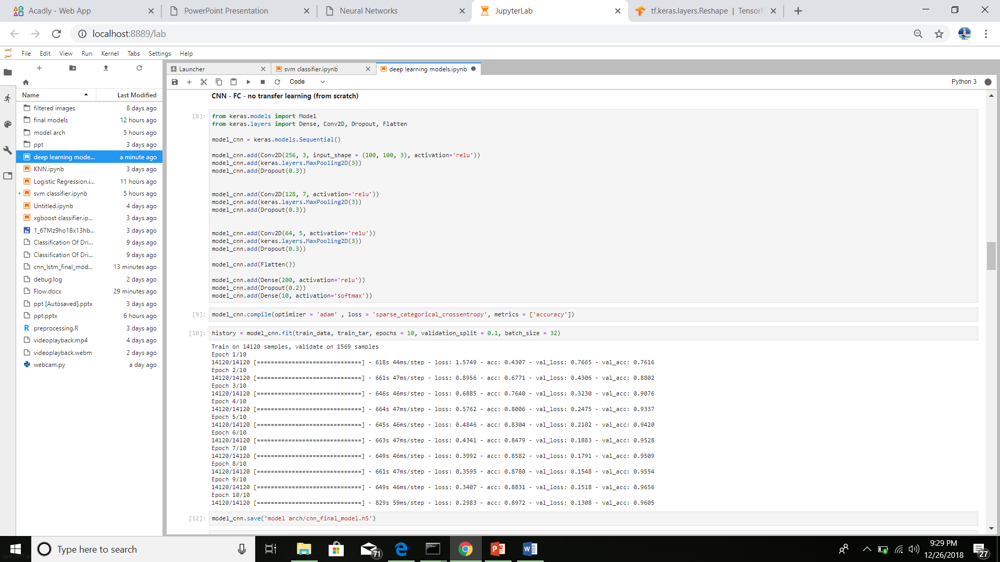 Acadly - Web App
PowerPoint Presentation
Neural Networks
JupyterLab
tf.keras.layers.Reshape | TensorF
localhost:8889/lab
File Edit View Run Kernel Tabs Settings Help
Launcher
svm classifier.ipynb
deep learning models.ipynb
Code
Python 3
Name Last Modified
filtered images 8 days ago
final models 12 hours ago
model arch 5 hours ago
ppt 3 days ago
deep learning mode... a minute ago
KNN.ipynb 3 days ago
Logistic Regression.i... 11 hours ago
svm classifier.ipynb 5 hours ago
Untitled.ipynb 4 days ago
xgboost classifier.ip... 3 days ago
1_67Mz9ho1Bx13hb... 3 days ago
Classification Of Dri... 9 days ago
Classification Of Dri... 9 days ago
cnn_lstm_final_mod... 13 minutes ago
debug.log 2 days ago
Flow.docx 29 minutes ago
ppt [Autosaved].pptx 3 days ago
ppt.pptx 6 hours ago
preprocessing.R 3 days ago
videoplayback.mp4 4 days ago
videoplayback.webm 2 days ago
webcam.py a day ago
CNN - FC - no transfer learning (from scratch)
[8]: from keras.models import Model
from keras.layers import Dense, Conv2D, Dropout, Flatten
model_cnn = keras.models.Sequential()
model_cnn.add(Conv2D(256, 3, input_shape = (100, 100, 3), activation='relu'))
model_cnn.add(keras.layers.MaxPooling2D(3))
model_cnn.add(Dropout(0.3))
model_cnn.add(Conv2D(128, 7, activation='relu'))
model_cnn.add(keras.layers.MaxPooling2D(3))
model_cnn.add(Dropout(0.3))
model_cnn.add(Conv2D(64, 5, activation='relu'))
model_cnn.add(keras.layers.MaxPooling2D(3))
model_cnn.add(Dropout(0.3))
model_cnn.add(Flatten())
model_cnn.add(Dense(200, activation='relu'))
model_cnn.add(Dropout(0.2))
model_cnn.add(Dense(10, activation='softmax'))
[9]: model_cnn.compile(optimizer = 'adam' , loss = 'sparse_categorical_crossentropy', metrics = ['accuracy'])
[10]: history = model_cnn.fit(train_data, train_tar, epochs = 10, validation_split = 0.1, batch_size = 32)
Train on 14120 samples, validate on 1569 samples
Epoch 1/10
14120/14120 [==============================] - 618s 44ms/step - loss: 1.5749 - acc: 0.4307 - val_loss: 0.7665 - val_acc: 0.7616
Epoch 2/10
14120/14120 [==============================] - 661s 47ms/step - loss: 0.8956 - acc: 0.6771 - val_loss: 0.4306 - val_acc: 0.8802
Epoch 3/10
14120/14120 [==============================] - 646s 46ms/step - loss: 0.6885 - acc: 0.7640 - val_loss: 0.3230 - val_acc: 0.9076
Epoch 4/10
14120/14120 [==============================] - 664s 47ms/step - loss: 0.5762 - acc: 0.8006 - val_loss: 0.2475 - val_acc: 0.9337
Epoch 5/10
14120/14120 [==============================] - 645s 46ms/step - loss: 0.4846 - acc: 0.8304 - val_loss: 0.2102 - val_acc: 0.9420
Epoch 6/10
14120/14120 [==============================] - 663s 47ms/step - loss: 0.4341 - acc: 0.8479 - val_loss: 0.1883 - val_acc: 0.9528
Epoch 7/10
14120/14120 [==============================] - 649s 46ms/step - loss: 0.3992 - acc: 0.8582 - val_loss: 0.1791 - val_acc: 0.9509
Epoch 8/10
14120/14120 [==============================] - 661s 47ms/step - loss: 0.3595 - acc: 0.8780 - val_loss: 0.1548 - val_acc: 0.9554
Epoch 9/10
14120/14120 [==============================] - 649s 46ms/step - loss: 0.3407 - acc: 0.8831 - val_loss: 0.1518 - val_acc: 0.9656
Epoch 10/10
14120/14120 [==============================] - 829s 59ms/step - loss: 0.2983 - acc: 0.8972 - val_loss: 0.1308 - val_acc: 0.9605
[12]: model_cnn.save('model arch/cnn_final_model.h5')
Type here to search
71
9:29 PM
12/26/2018
27